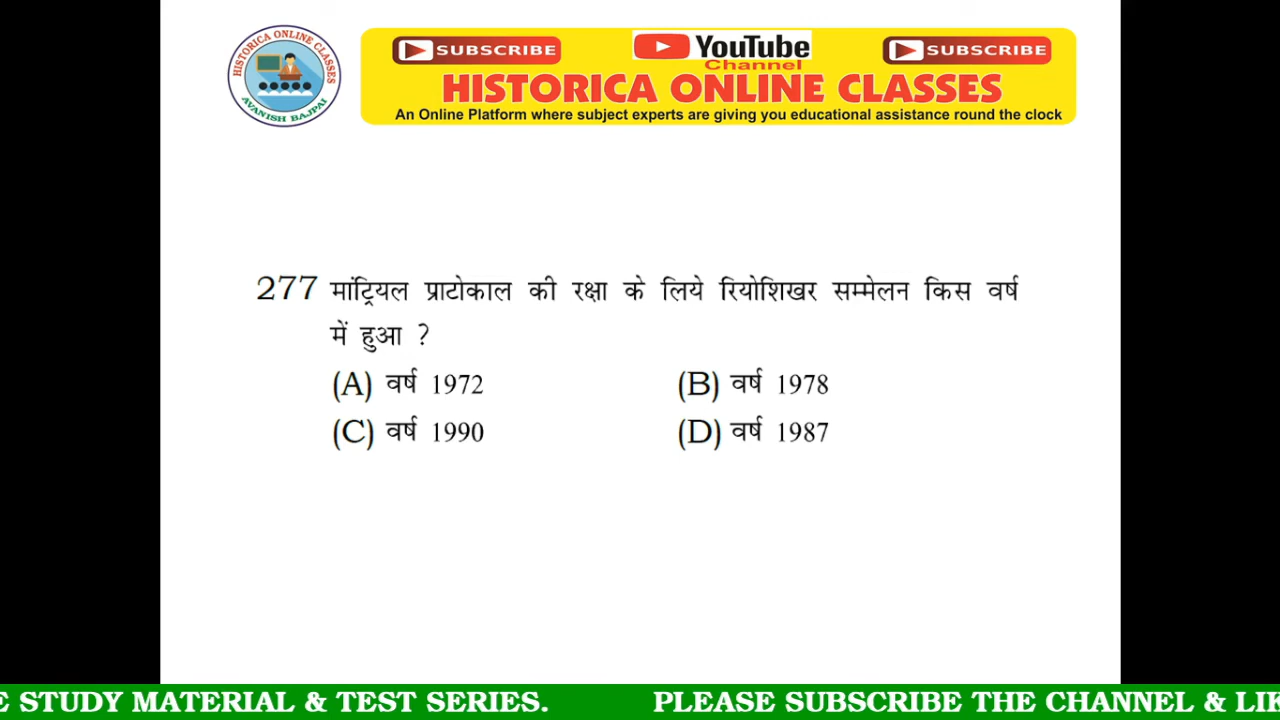 HISTORICA ONLINE CLASSES
AVANISH BAJPAI
SUBSCRIBE
YouTube
Channel
SUBSCRIBE
HISTORICA ONLINE CLASSES
An Online Platform where subject experts are giving you educational assistance round the clock
277 मांट्रियल प्राटोकाल की रक्षा के लिये रियोशिखर सम्मेलन किस वर्ष
में हुआ ?
(A) वर्ष 1972 (B) वर्ष 1978
(C) वर्ष 1990 (D) वर्ष 1987
E STUDY MATERIAL & TEST SERIES. PLEASE SUBSCRIBE THE CHANNEL & LIK